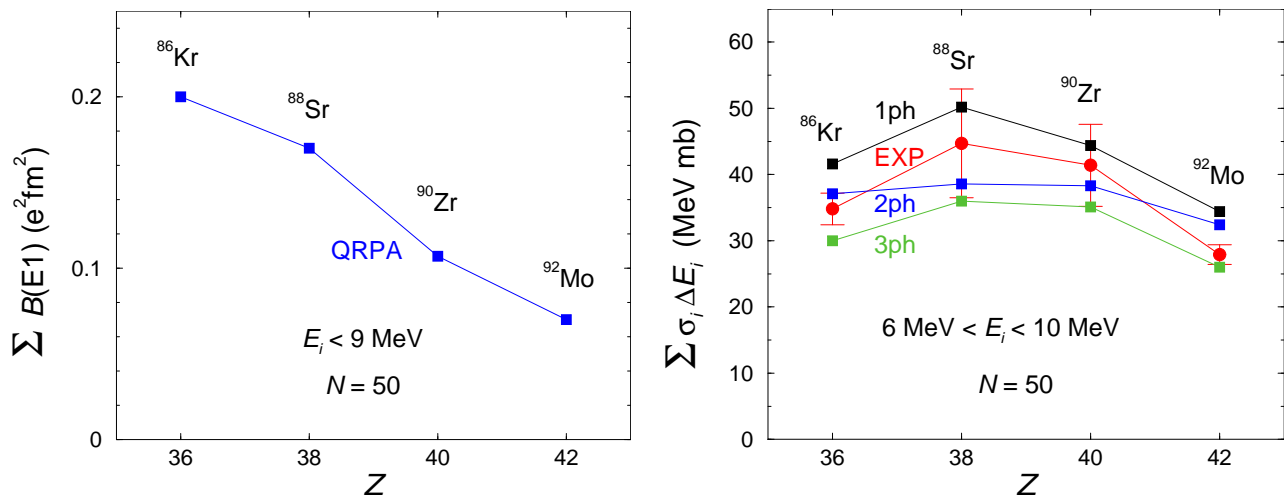 ∑ B(E1) (e²fm²)
0.2
0.1
0
⁸⁶Kr
⁸⁸Sr
⁹⁰Zr
QRPA
⁹²Mo
Eᵢ < 9 MeV
N = 50
36 38 40 42
Z
∑ σᵢ ΔEᵢ (MeV mb)
60
50
40
30
20
10
0
⁸⁸Sr
⁹⁰Zr
1ph
⁸⁶Kr
EXP
⁹²Mo
2ph
3ph
6 MeV < Eᵢ < 10 MeV
N = 50
36 38 40 42
Z